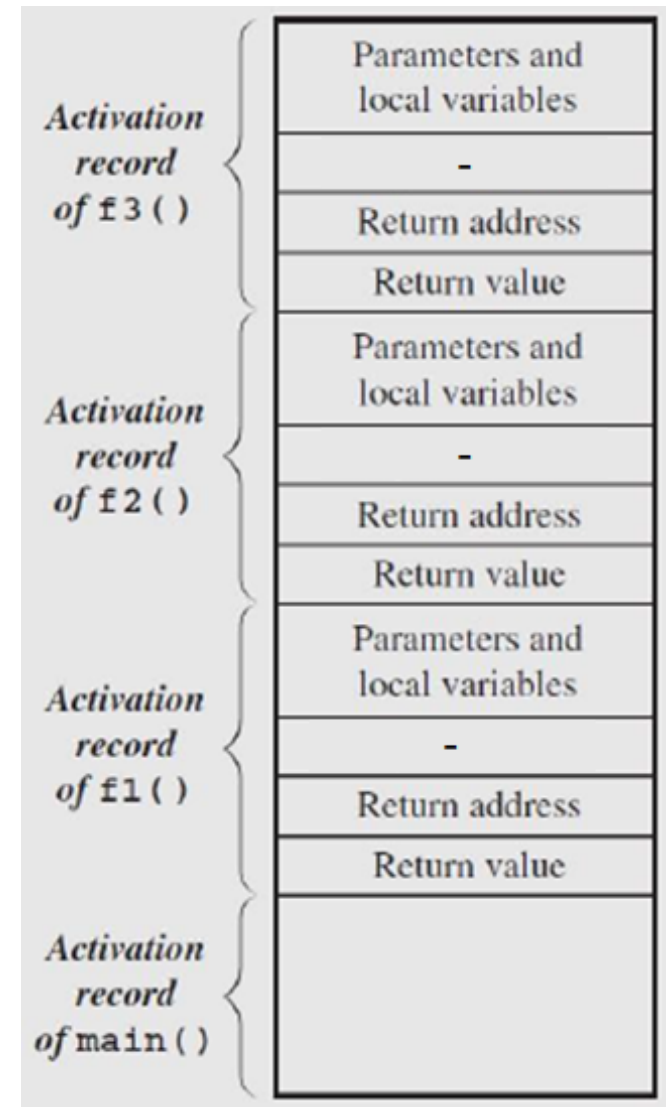 Parameters and
local variables
Activation
record
of f3()
-
Return address
Return value
Parameters and
local variables
Activation
record
of f2()
-
Return address
Return value
Parameters and
local variables
Activation
record
of f1()
-
Return address
Return value
Activation
record
of main()